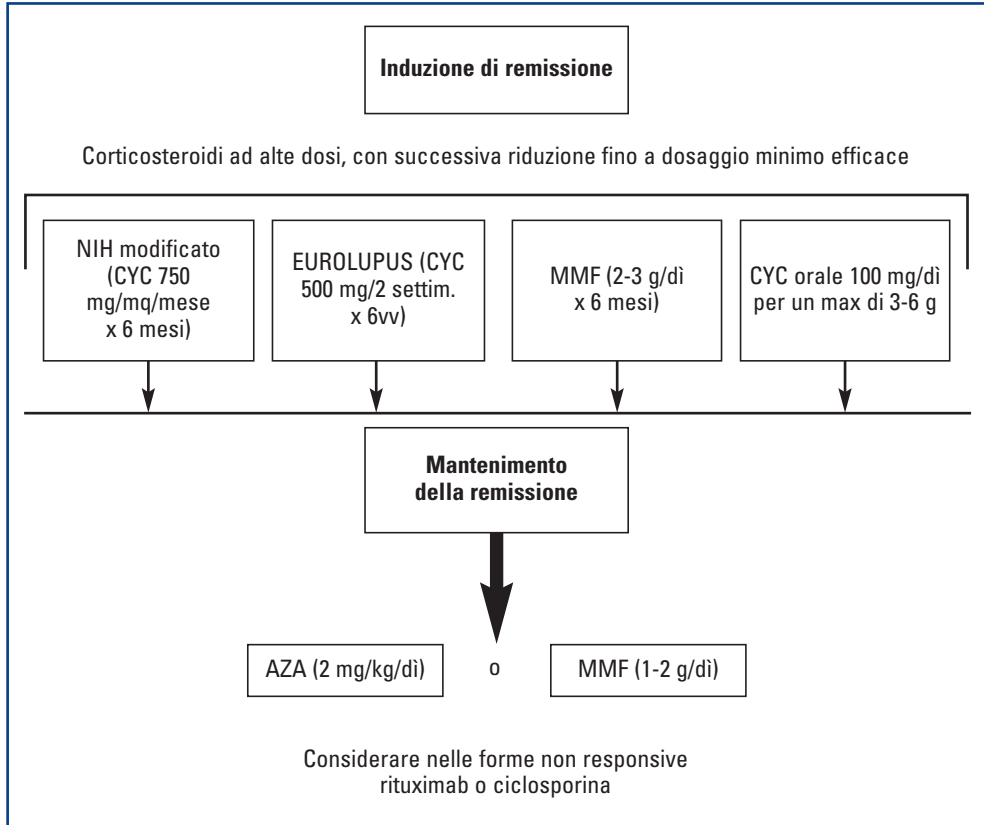 Induzione di remissione
Corticosteroidi ad alte dosi, con successiva riduzione fino a dosaggio minimo efficace
NIH modificato
(CYC 750
mg/mq/mese
x 6 mesi)
EUROLUPUS (CYC
500 mg/2 settim.
x 6vv)
MMF (2-3 g/dì
x 6 mesi)
CYC orale 100 mg/dì
per un max di 3-6 g
Mantenimento
della remissione
AZA (2 mg/kg/dì)
o
MMF (1-2 g/dì)
Considerare nelle forme non responsive
rituximab o ciclosporina